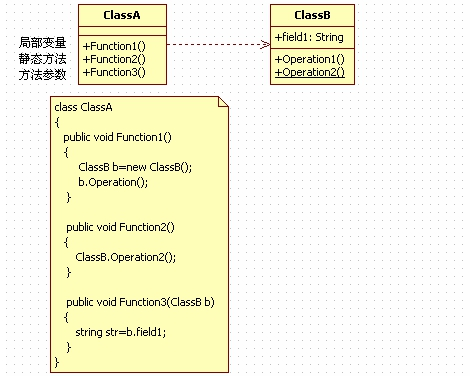 ClassA
ClassB
局部变量
静态方法
方法参数
+Function1()
+Function2()
+Function3()
+field1: String
+Operation1()
+Operation2()
class ClassA
{
public void Function1()
{
ClassB b=new ClassB();
b.Operation();
}
public void Function2()
{
ClassB.Operation2();
}
public void Function3(ClassB b)
{
string str=b.field1;
}
}